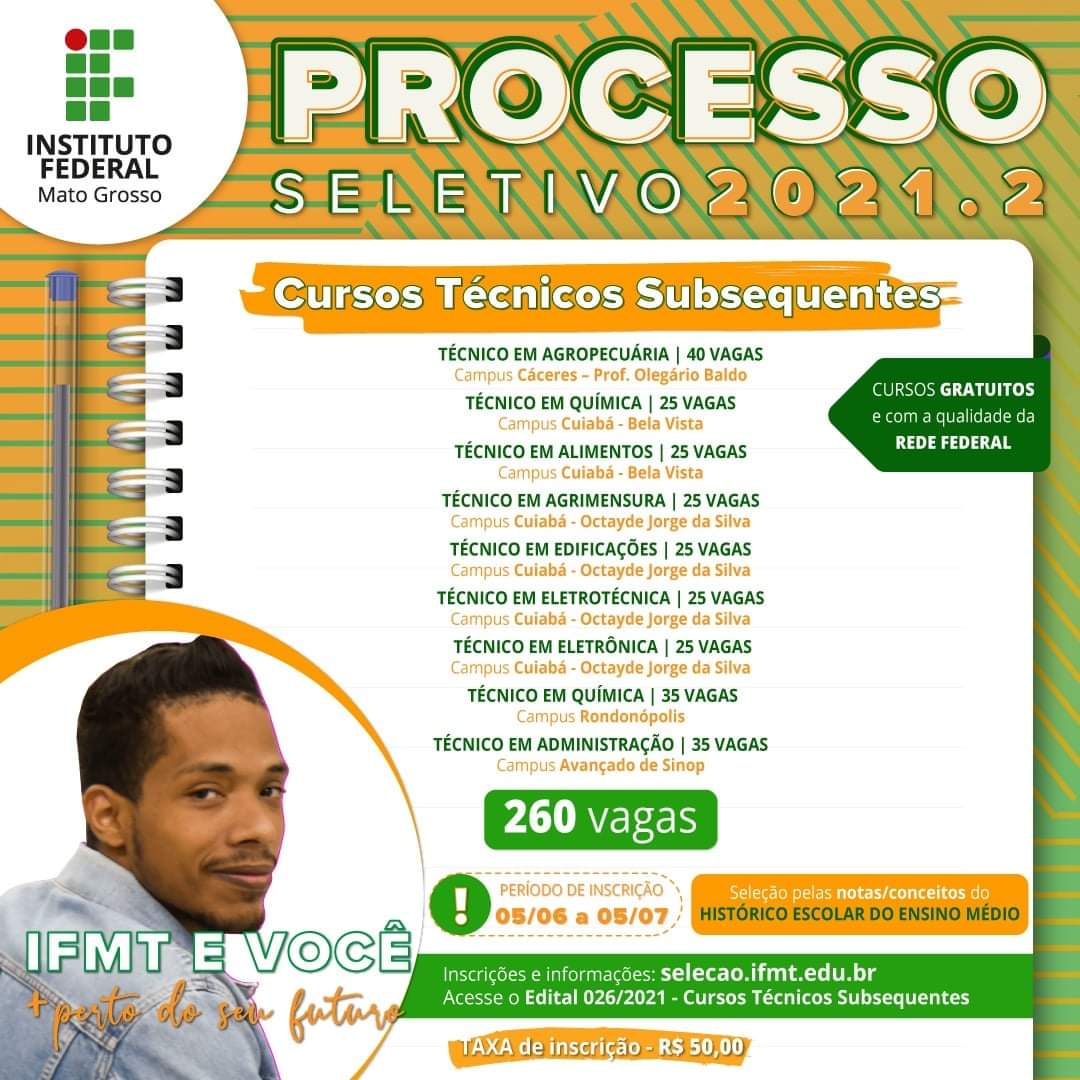 INSTITUTO
FEDERAL
Mato Grosso
PROCESSO
SELETIVO 2021.2
Cursos Técnicos Subsequentes
TÉCNICO EM AGROPECUÁRIA | 40 VAGAS
Campus Cáceres – Prof. Olegário Baldo
TÉCNICO EM QUÍMICA | 25 VAGAS
Campus Cuiabá - Bela Vista
TÉCNICO EM ALIMENTOS | 25 VAGAS
Campus Cuiabá - Bela Vista
TÉCNICO EM AGRIMENSURA | 25 VAGAS
Campus Cuiabá - Octayde Jorge da Silva
TÉCNICO EM EDIFICAÇÕES | 25 VAGAS
Campus Cuiabá - Octayde Jorge da Silva
TÉCNICO EM ELETROTÉCNICA | 25 VAGAS
Campus Cuiabá - Octayde Jorge da Silva
TÉCNICO EM ELETRÔNICA | 25 VAGAS
Campus Cuiabá - Octayde Jorge da Silva
TÉCNICO EM QUÍMICA | 35 VAGAS
Campus Rondonópolis
TÉCNICO EM ADMINISTRAÇÃO | 35 VAGAS
Campus Avançado de Sinop
260 vagas
CURSOS GRATUITOS
e com a qualidade da
REDE FEDERAL
!
PERÍODO DE INSCRIÇÃO
05/06 a 05/07
Seleção pelas notas/conceitos do
HISTÓRICO ESCOLAR DO ENSINO MÉDIO
IFMT E VOCÊ
+ perto do seu futuro
Inscrições e informações: selecao.ifmt.edu.br
Acesse o Edital 026/2021 - Cursos Técnicos Subsequentes
TAXA de inscrição - R$ 50,00